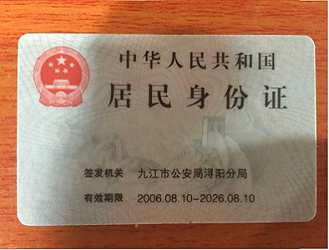 中华人民共和国
居民身份证
签发机关 九江市公安局浔阳分局
有效期限 2006.08.10-2026.08.10